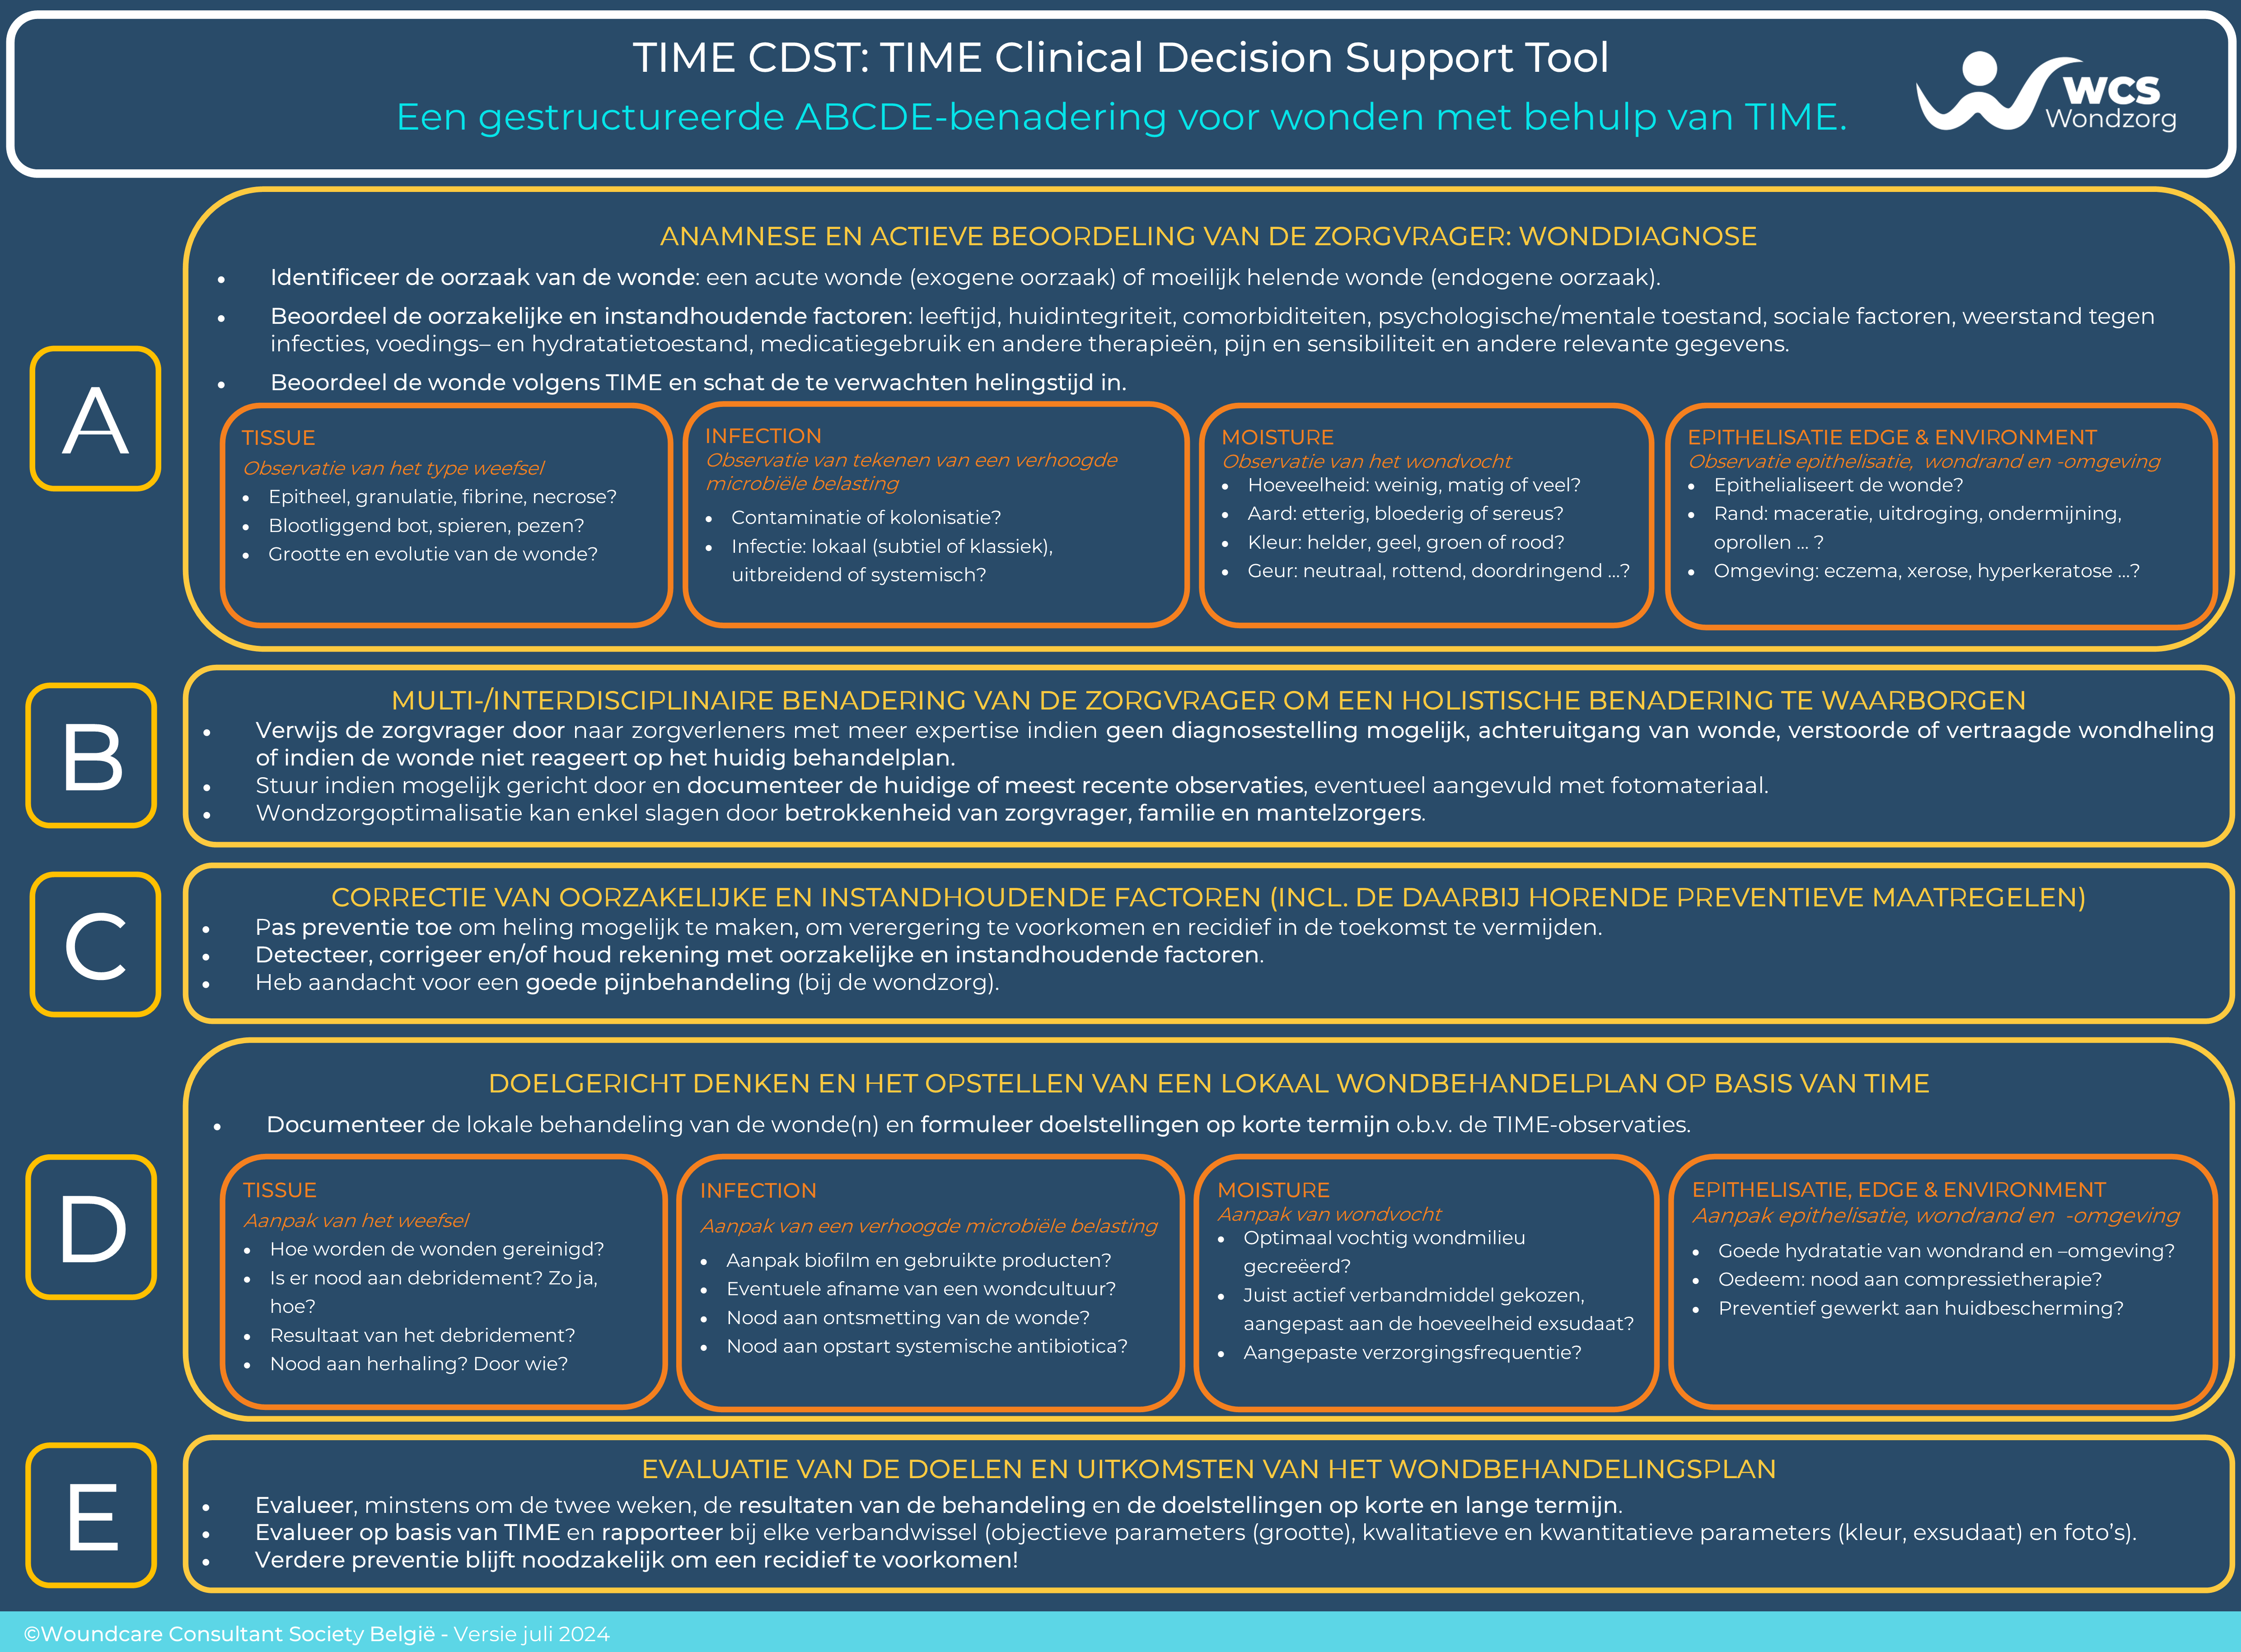 TIME CDST: TIME Clinical Decision Support Tool
Een gestructureerde ABCDE-benadering voor wonden met behulp van TIME.
wcs
Wondzorg
A
ANAMNESE EN ACTIEVE BEOORDELING VAN DE ZORGVRAGER: WONDDIAGNOSE
• Identificeer de oorzaak van de wonde: een acute wonde (exogene oorzaak) of moeilijk helende wonde (endogene oorzaak).
• Beoordeel de oorzakelijke en instandhoudende factoren: leeftijd, huidintegriteit, comorbiditeiten, psychologische/mentale toestand, sociale factoren, weerstand tegen
infecties, voedings– en hydratatietoestand, medicatiegebruik en andere therapieën, pijn en sensibiliteit en andere relevante gegevens.
• Beoordeel de wonde volgens TIME en schat de te verwachten helingstijd in.
TISSUE
Observatie van het type weefsel
• Epitheel, granulatie, fibrine, necrose?
• Blootliggend bot, spieren, pezen?
• Grootte en evolutie van de wonde?
INFECTION
Observatie van tekenen van een verhoogde
microbiële belasting
• Contaminatie of kolonisatie?
• Infectie: lokaal (subtiel of klassiek),
uitbreidend of systemisch?
MOISTURE
Observatie van het wondvocht
• Hoeveelheid: weinig, matig of veel?
• Aard: etterig, bloederig of sereus?
• Kleur: helder, geel, groen of rood?
• Geur: neutraal, rottend, doordringend ...?
EPITHELISATIE EDGE & ENVIRONMENT
Observatie epithelisatie, wondrand en -omgeving
• Epithelialiseert de wonde?
• Rand: maceratie, uitdroging, ondermijning,
oprollen ... ?
• Omgeving: eczema, xerose, hyperkeratose ...?
B
MULTI-/INTERDISCIPLINAIRE BENADERING VAN DE ZORGVRAGER OM EEN HOLISTISCHE BENADERING TE WAARBORGEN
• Verwijs de zorgvrager door naar zorgverleners met meer expertise indien geen diagnosestelling mogelijk, achteruitgang van wonde, verstoorde of vertraagde wondheling
of indien de wonde niet reageert op het huidig behandelplan.
• Stuur indien mogelijk gericht door en documenteer de huidige of meest recente observaties, eventueel aangevuld met fotomateriaal.
• Wondzorgoptimalisatie kan enkel slagen door betrokkenheid van zorgvrager, familie en mantelzorgers.
C
CORRECTIE VAN OORZAKELIJKE EN INSTANDHOUDENDE FACTOREN (INCL. DE DAARBIJ HORENDE PREVENTIEVE MAATREGELEN)
• Pas preventie toe om heling mogelijk te maken, om verergering te voorkomen en recidief in de toekomst te vermijden.
• Detecteer, corrigeer en/of houd rekening met oorzakelijke en instandhoudende factoren.
• Heb aandacht voor een goede pijnbehandeling (bij de wondzorg).
D
DOELGERICHT DENKEN EN HET OPSTELLEN VAN EEN LOKAAL WONDBEHANDELPLAN OP BASIS VAN TIME
• Documenteer de lokale behandeling van de wonde(n) en formuleer doelstellingen op korte termijn o.b.v. de TIME-observaties.
TISSUE
Aanpak van het weefsel
• Hoe worden de wonden gereinigd?
• Is er nood aan debridement? Zo ja,
hoe?
• Resultaat van het debridement?
• Nood aan herhaling? Door wie?
INFECTION
Aanpak van een verhoogde microbiële belasting
• Aanpak biofilm en gebruikte producten?
• Eventuele afname van een wondcultuur?
• Nood aan ontsmetting van de wonde?
• Nood aan opstart systemische antibiotica?
MOISTURE
Aanpak van wondvocht
• Optimaal vochtig wondmilieu
gecreëerd?
• Juist actief verbandmiddel gekozen,
aangepast aan de hoeveelheid exsudaat?
• Aangepaste verzorgingsfrequentie?
EPITHELISATIE, EDGE & ENVIRONMENT
Aanpak epithelisatie, wondrand en -omgeving
• Goede hydratatie van wondrand en –omgeving?
• Oedeem: nood aan compressietherapie?
• Preventief gewerkt aan huidbescherming?
E
EVALUATIE VAN DE DOELEN EN UITKOMSTEN VAN HET WONDBEHANDELINGSPLAN
• Evalueer, minstens om de twee weken, de resultaten van de behandeling en de doelstellingen op korte en lange termijn.
• Evalueer op basis van TIME en rapporteer bij elke verbandwissel (objectieve parameters (grootte), kwalitatieve en kwantitatieve parameters (kleur, exsudaat) en foto’s).
• Verdere preventie blijft noodzakelijk om een recidief te voorkomen!
©Woundcare Consultant Society België - Versie juli 2024